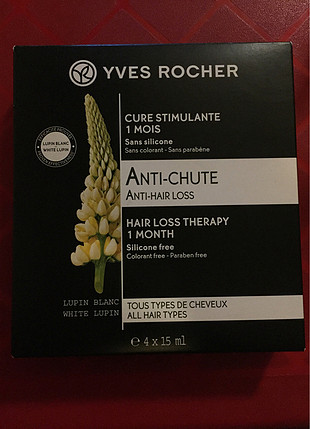 YVES ROCHER
CURE STIMULANTE
1 MOIS
Sans silicone
Sans colorant - Sans parabène
LUPIN BLANC
WHITE LUPIN
ANTI-CHUTE
ANTI-HAIR LOSS
HAIR LOSS THERAPY
1 MONTH
Silicone free
Colorant free - Paraben free
LUPIN BLANC
WHITE LUPIN
TOUS TYPES DE CHEVEUX
ALL HAIR TYPES
℮ 4 x 15 ml